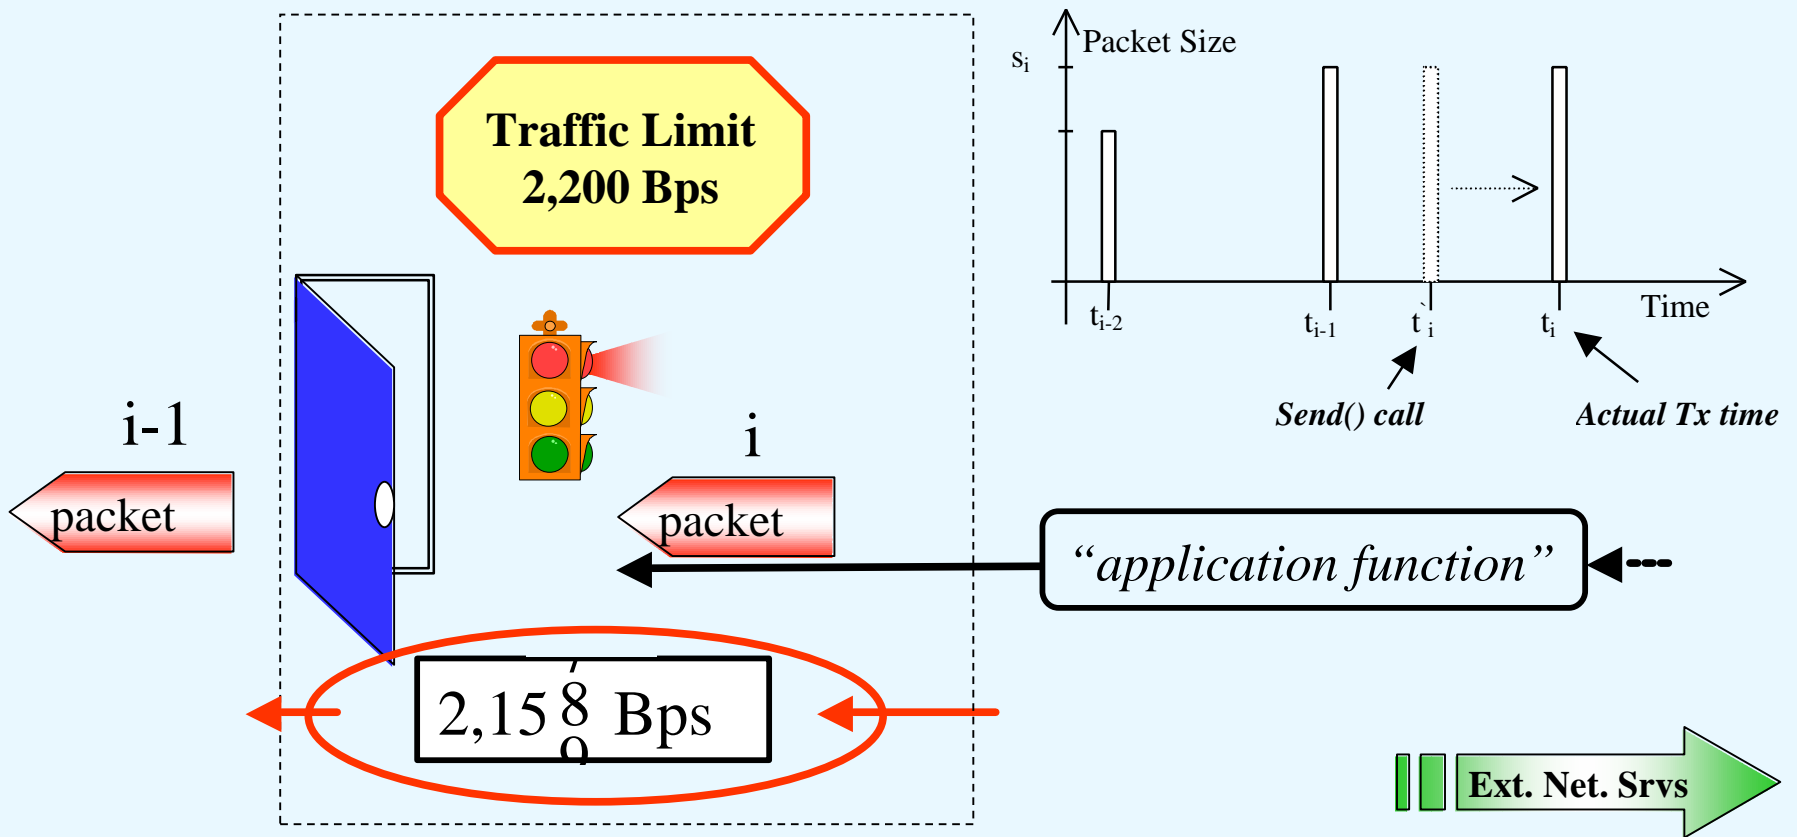 Traffic Limit
2,200 Bps
Packet Size
si
ti-2
ti-1
t`i
ti
Time
Send() call
Actual Tx time
i-1
packet
i
packet
“application function”
2,158 Bps
Ext. Net. Srvs